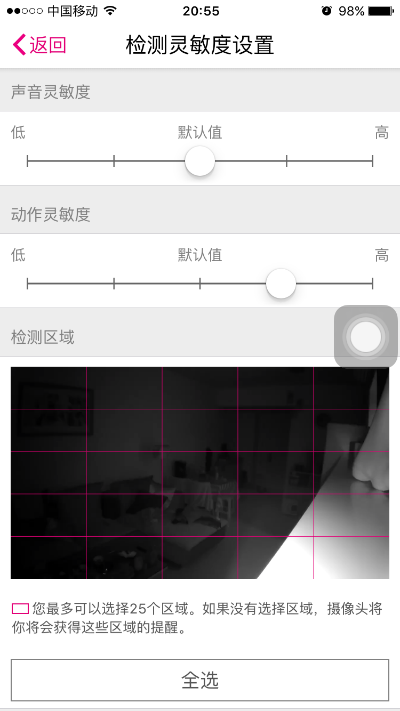 中国移动 20:55 98%
返回 检测灵敏度设置
声音灵敏度
低 默认值 高
动作灵敏度
低 默认值 高
检测区域
您最多可以选择25个区域。如果没有选择区域，摄像头将
你将会获得这些区域的提醒。
全选